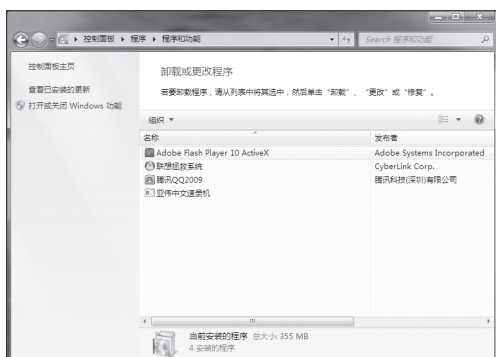 控制面板 ▸ 程序 ▸ 程序和功能
Search 程序和功能
控制面板主页
查看已安装的更新
打开或关闭 Windows 功能
卸载或更改程序
若要卸载程序，请从列表中将其选中，然后单击“卸载”、“更改”或“修复”。
组织
名称 发布者
Adobe Flash Player 10 ActiveX Adobe Systems Incorporated
联想拯救系统 CyberLink Corp.
腾讯QQ2009 腾讯科技(深圳)有限公司
亚伟中文速录机
当前安装的程序 总大小: 355 MB
4 安装的程序